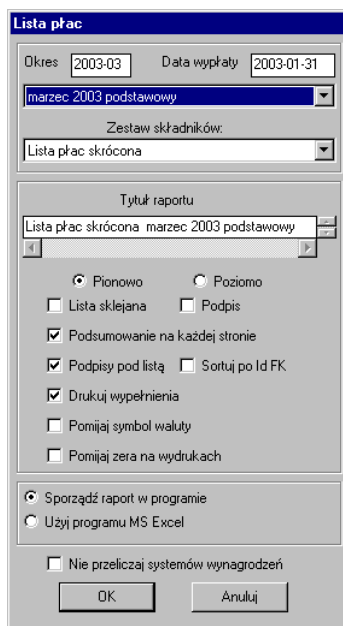 Lista płac
Okres 2003-03 Data wypłaty 2003-01-31
marzec 2003 podstawowy
Zestaw składników:
Lista płac skrócona
Tytuł raportu
Lista płac skrócona marzec 2003 podstawowy
Pionowo Poziomo
Lista sklejana Podpis
Podsumowanie na każdej stronie
Podpisy pod listą Sortuj po Id FK
Drukuj wypełnienia
Pomijaj symbol waluty
Pomijaj zera na wydrukach
Sporządź raport w programie
Użyj programu MS Excel
Nie przeliczaj systemów wynagrodzeń
OK Anuluj